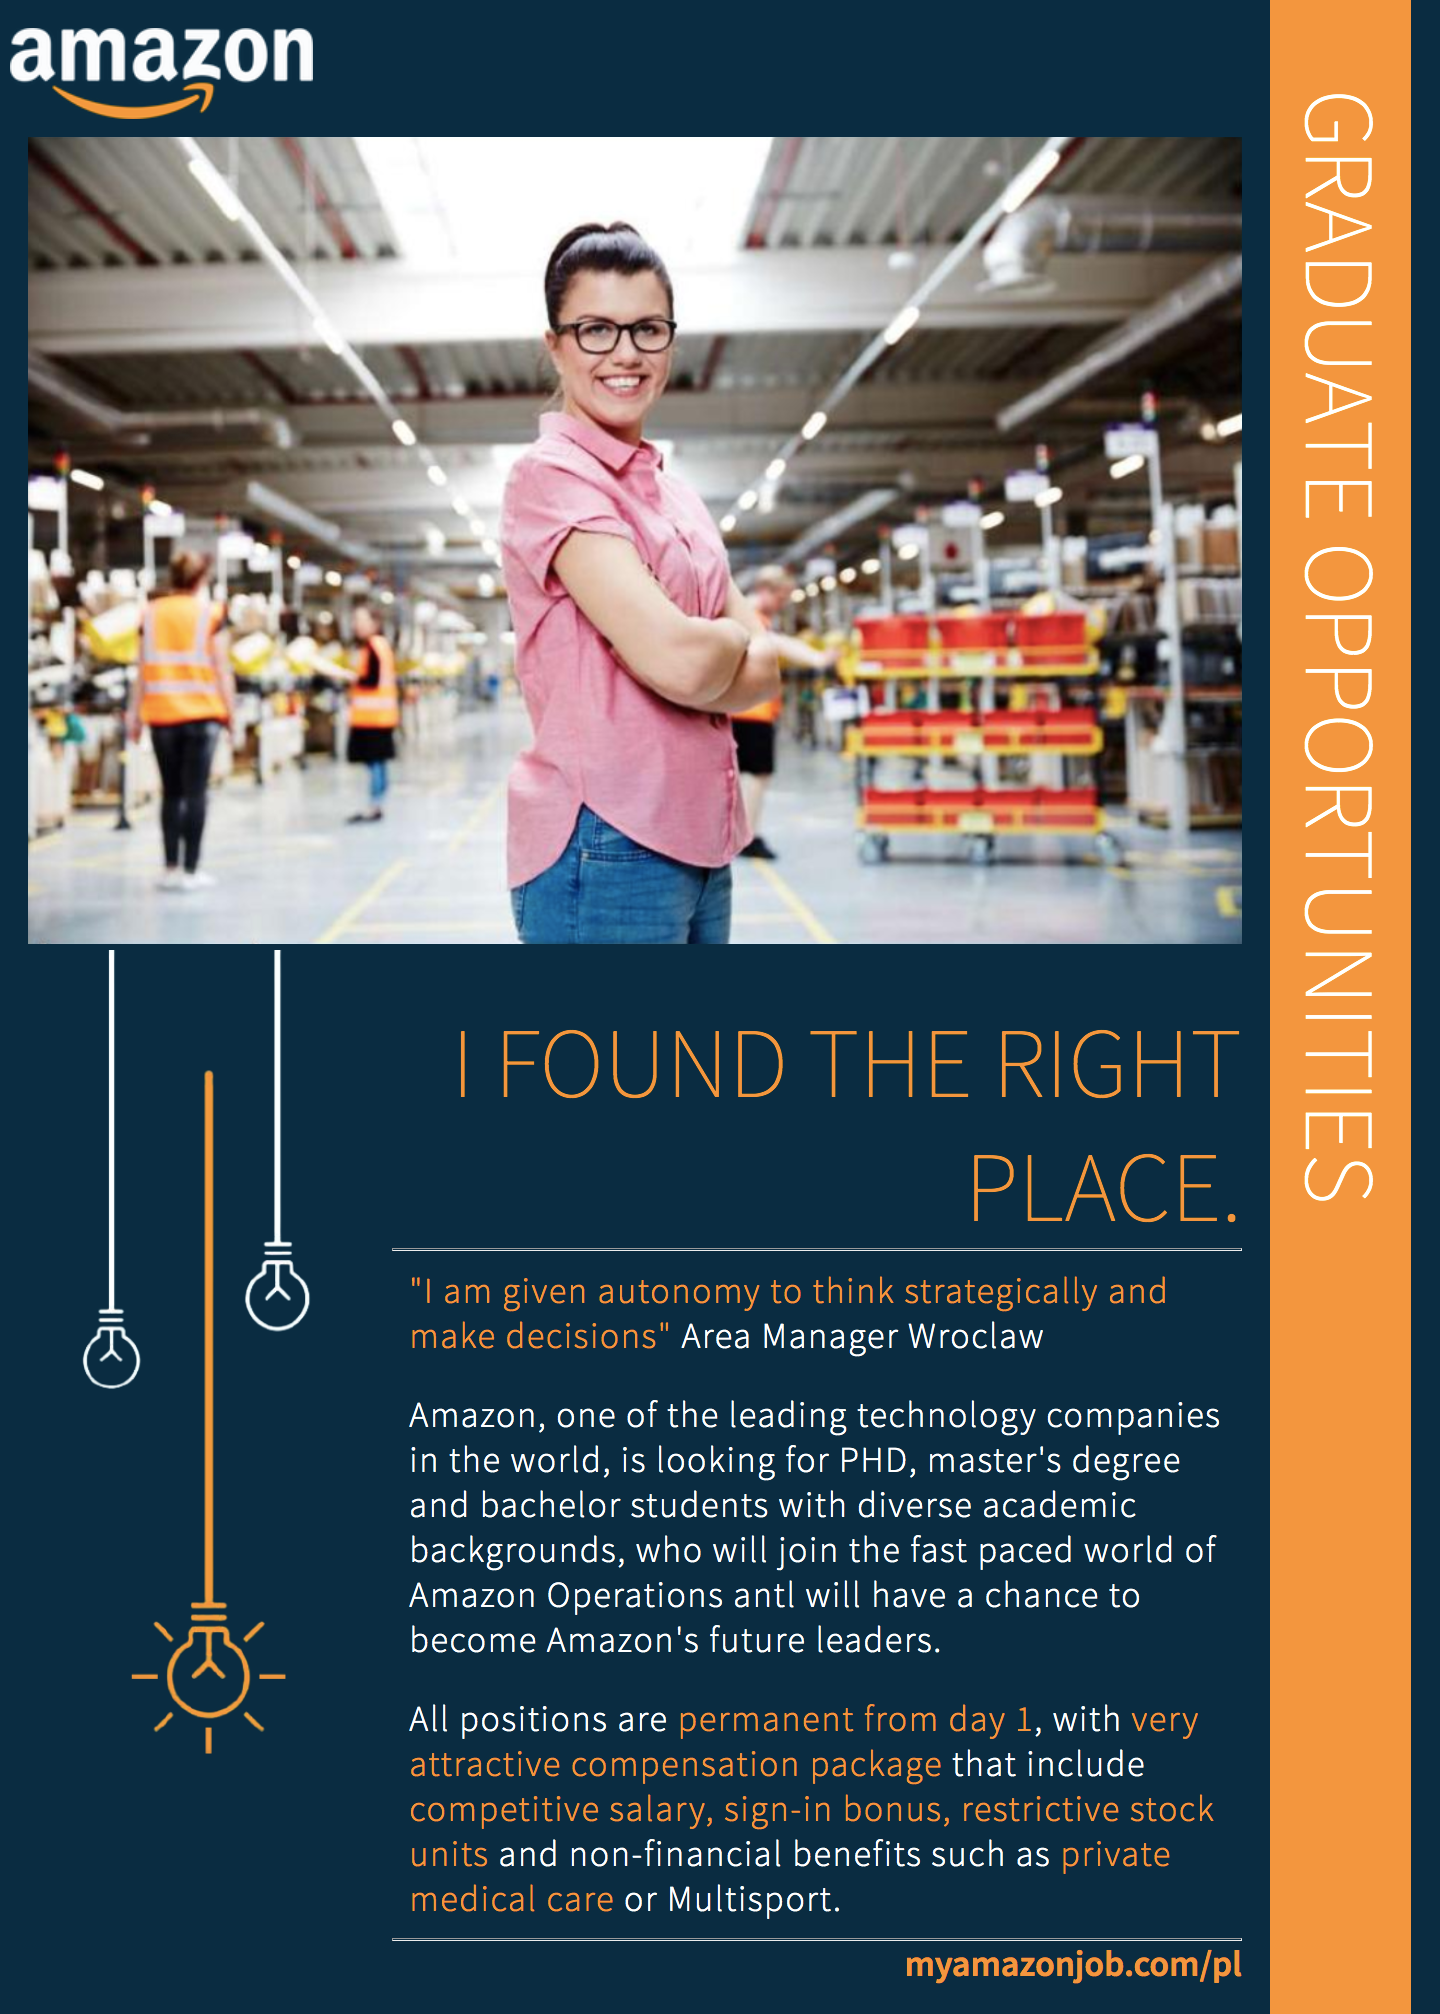 amazon
GRADUATE OPPORTUNITIES
I FOUND THE RIGHT
PLACE.
"I am given autonomy to think strategically and
make decisions" Area Manager Wroclaw
Amazon, one of the leading technology companies
in the world, is looking for PHD, master's degree
and bachelor students with diverse academic
backgrounds, who will join the fast paced world of
Amazon Operations antl will have a chance to
become Amazon's future leaders.
All positions are permanent from day 1, with very
attractive compensation package that include
competitive salary, sign-in bonus, restrictive stock
units and non-financial benefits such as private
medical care or Multisport.
myamazonjob.com/pl